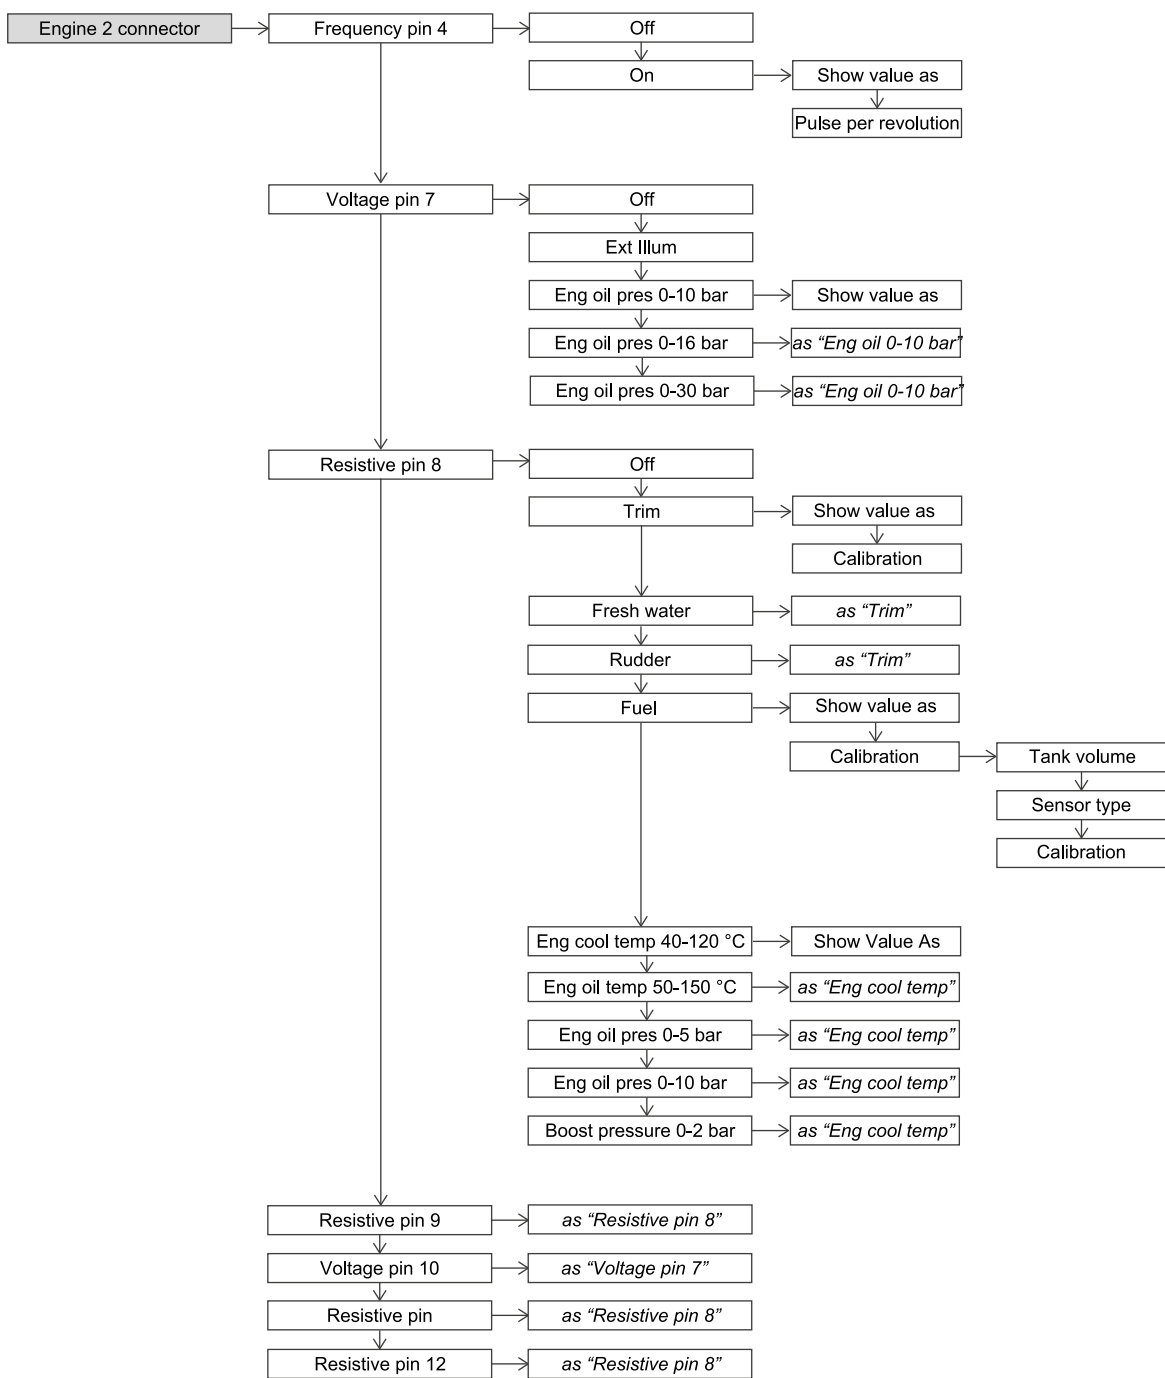 Engine 2 connector
Frequency pin 4
Off
On
Show value as
Pulse per revolution
Voltage pin 7
Off
Ext Illum
Eng oil pres 0-10 bar
Show value as
Eng oil pres 0-16 bar
as “Eng oil 0-10 bar”
Eng oil pres 0-30 bar
as “Eng oil 0-10 bar”
Resistive pin 8
Off
Trim
Show value as
Calibration
Fresh water
as “Trim”
Rudder
as “Trim”
Fuel
Show value as
Calibration
Tank volume
Sensor type
Calibration
Eng cool temp 40-120 °C
Show Value As
Eng oil temp 50-150 °C
as “Eng cool temp”
Eng oil pres 0-5 bar
as “Eng cool temp”
Eng oil pres 0-10 bar
as “Eng cool temp”
Boost pressure 0-2 bar
as “Eng cool temp”
Resistive pin 9
as “Resistive pin 8”
Voltage pin 10
as “Voltage pin 7”
Resistive pin
as “Resistive pin 8”
Resistive pin 12
as “Resistive pin 8”